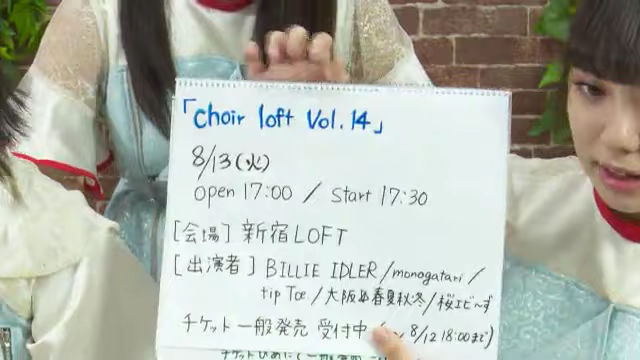 「choir loft Vol.14」
8/13(火)
open 17:00 / Start 17:30
[会場] 新宿LOFT
[出演者] BILLIE IDLER/monogatari/
tip Toe/大阪☆春夏秋冬/桜エビ〜ず
チケット 一般発売 受付中 8/12 18:00まで)